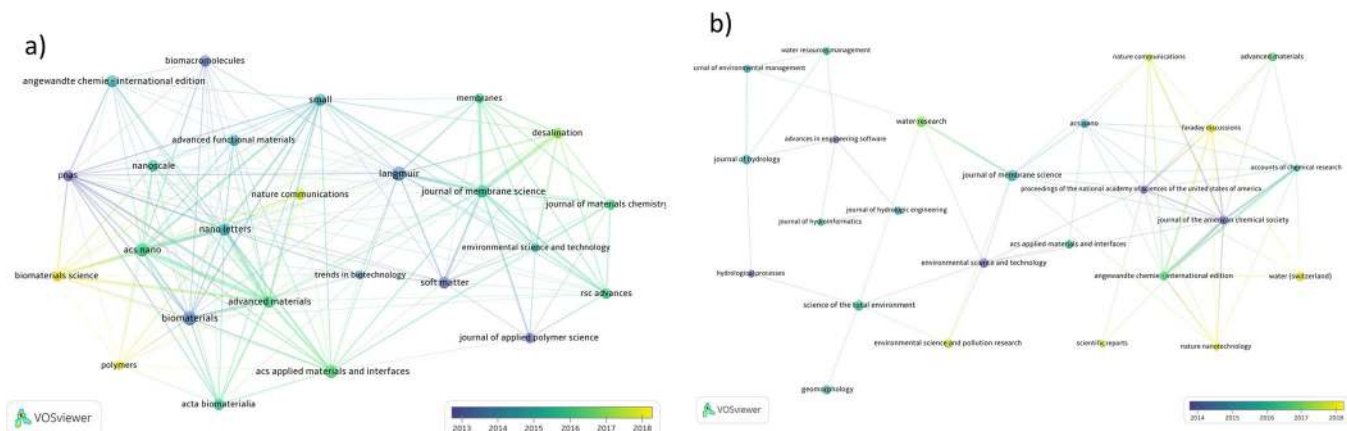 a)
biomacromolecules
angewandte chemie - international edition
small
membranes
desalination
advanced functional materials
nanoscale
pnas
langmuir
nature communications
journal of membrane science
journal of materials chemistry
nano letters
acs nano
environmental science and technology
biomaterials science
trends in biotechnology
soft matter
advanced materials
rsc advances
biomaterials
journal of applied polymer science
polymers
acs applied materials and interfaces
acta biomaterialia
VOSviewer
2013 2014 2015 2016 2017 2018
b)
water resources management
urnal of environmental management
nature communications
advanced materials
water research
acs nano
faraday discussions
advances in engineering software
journal of hydrology
accounts of chemical research
journal of membrane science
proceedings of the national academy of sciences of the united states of america
journal of hydrologic engineering
journal of hydroinformatics
journal of the american chemical society
acs applied materials and interfaces
environmental science and technology
hydrological processes
angewandte chemie - international edition
water (switzerland)
science of the total environment
environmental science and pollution research
scientific reports
nature nanotechnology
geomorphology
VOSviewer
2014 2015 2016 2017 2018